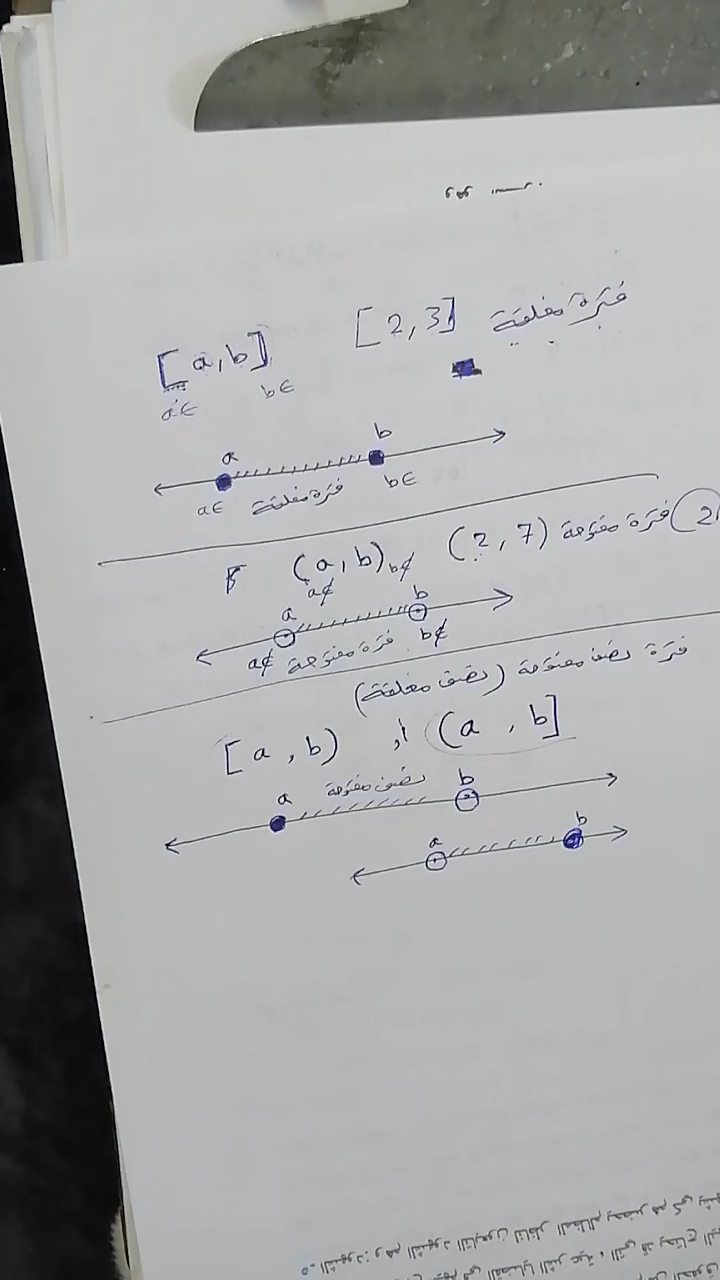 [a,b] [2,3] فترة مغلقة
a∈ b∈
a b
a∈ فترة مغلقة b∈
(a,b) b∉ (2,7) فترة مفتوحة 2
a∉
a b
a∉ فترة مفتوحة b∉
فترة نصف مفتوحة (نصف مغلقة)
[a,b) او (a,b]
نصف مفتوحة
a b
a b